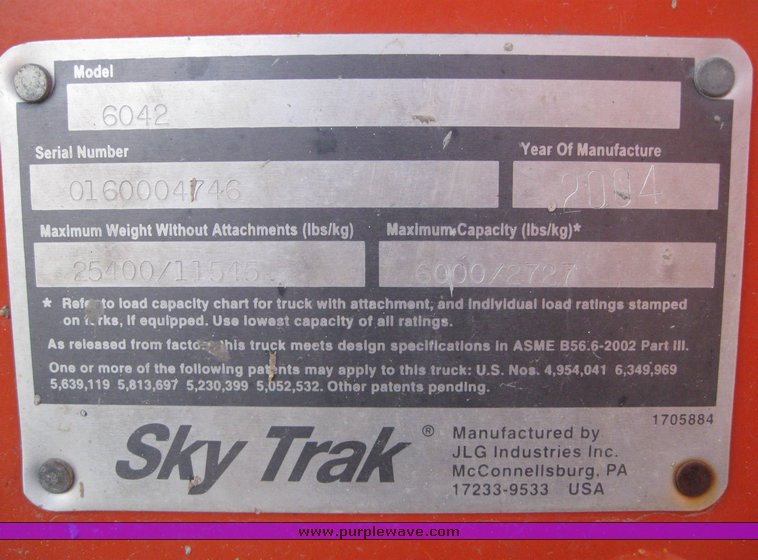 Model
6042
Serial Number
Year Of Manufacture
0160004746
2004
Maximum Weight Without Attachments (lbs/kg)
Maximum Capacity (lbs/kg)*
25400/11545
6000/2727
* Refer to load capacity chart for truck with attachment, and individual load ratings stamped
on forks, if equipped. Use lowest capacity of all ratings.
As released from factory this truck meets design specifications in ASME B56.6-2002 Part III.
One or more of the following patents may apply to this truck: U.S. Nos. 4,954,041 6,349,969
5,639,119 5,813,697 5,230,399 5,052,532. Other patents pending.
1705884
Sky Trak ®
Manufactured by
JLG Industries Inc.
McConnellsburg, PA
17233-9533 USA
www.purplewave.com